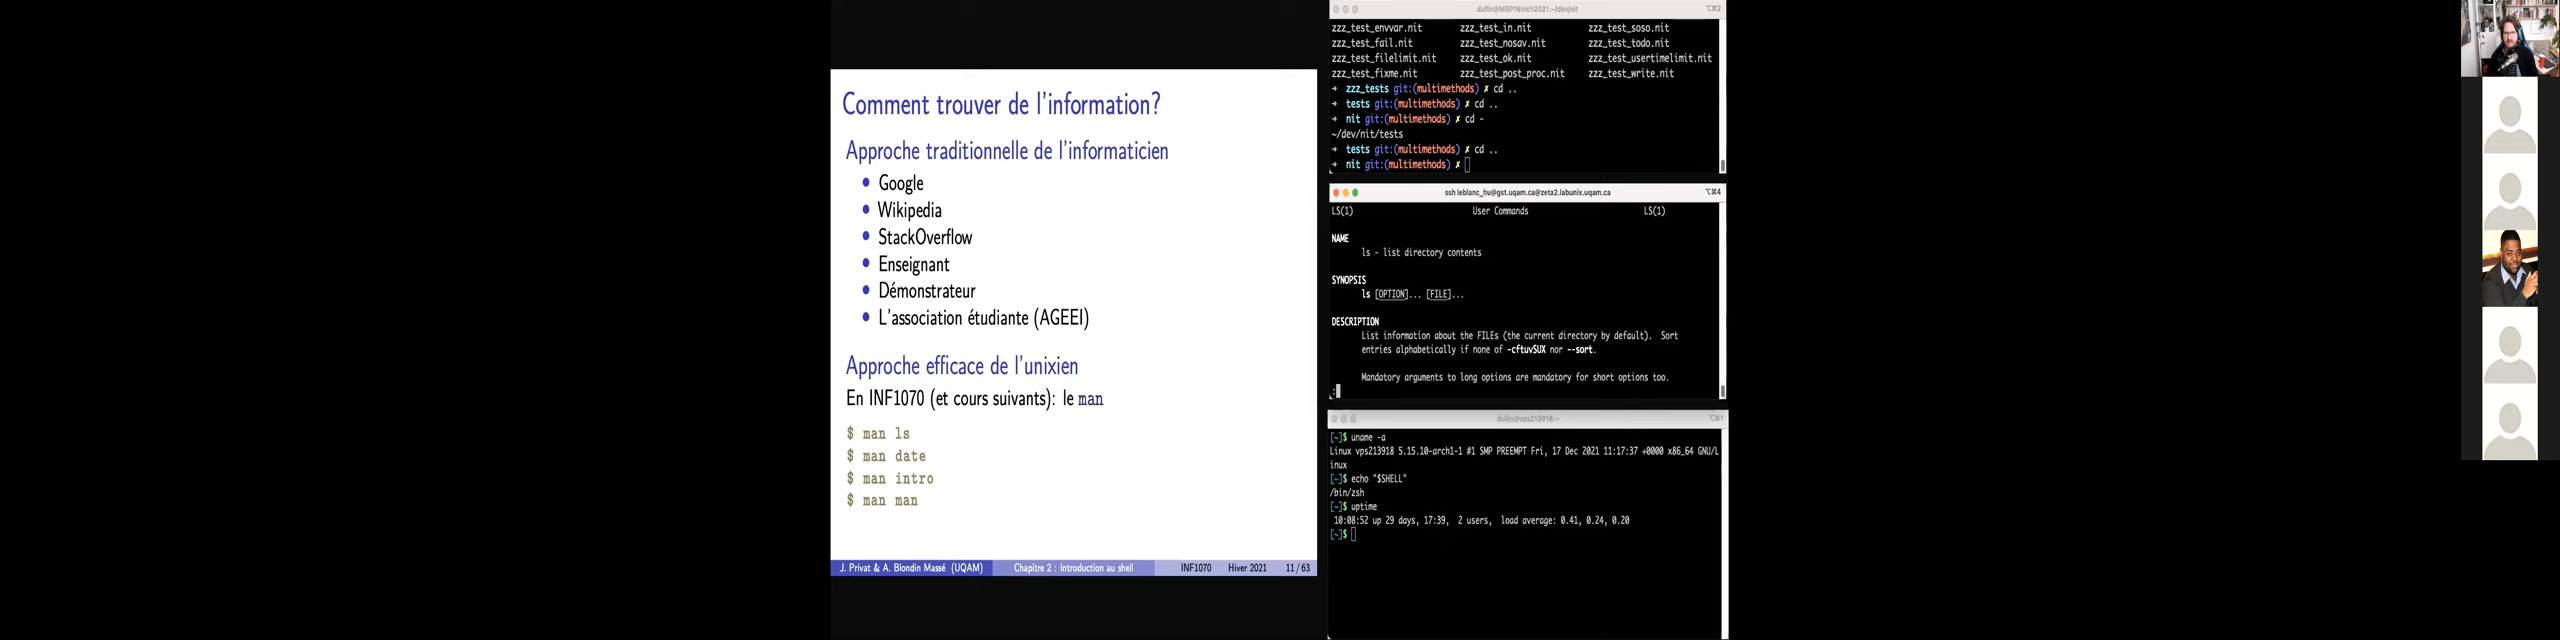 Comment trouver de l'information?
Approche traditionnelle de l'informaticien
• Google
• Wikipedia
• StackOverflow
• Enseignant
• Démonstrateur
• L'association étudiante (AGEEI)
Approche efficace de l'unixien
En INF1070 (et cours suivants): le man
$ man ls
$ man date
$ man intro
$ man man
J. Privat & A. Blondin Massé (UQAM) Chapitre 2 : Introduction au shell INF1070 Hiver 2021 11 / 63
dullin@MBP16inch2021:~/dev/nit ⌥⌘2
zzz_test_envvar.nit zzz_test_in.nit zzz_test_soso.nit
zzz_test_fail.nit zzz_test_nosav.nit zzz_test_todo.nit
zzz_test_filelimit.nit zzz_test_ok.nit zzz_test_usertimelimit.nit
zzz_test_fixme.nit zzz_test_post_proc.nit zzz_test_write.nit
➜ zzz_tests git:(multimethods) ✗ cd ..
➜ tests git:(multimethods) ✗ cd ..
➜ nit git:(multimethods) ✗ cd -
~/dev/nit/tests
➜ tests git:(multimethods) ✗ cd ..
➜ nit git:(multimethods) ✗
ssh leblanc_hu@gst.uqam.ca@zeta2.labunix.uqam.ca ⌥⌘4
LS(1) User Commands LS(1)
NAME
ls - list directory contents
SYNOPSIS
ls [OPTION]... [FILE]...
DESCRIPTION
List information about the FILEs (the current directory by default). Sort
entries alphabetically if none of -cftuvSUX nor --sort.
Mandatory arguments to long options are mandatory for short options too.
:
dullin@vps213918:~ ⌥⌘1
[~]$ uname -a
Linux vps213918 5.15.10-arch1-1 #1 SMP PREEMPT Fri, 17 Dec 2021 11:17:37 +0000 x86_64 GNU/L
inux
[~]$ echo "$SHELL"
/bin/zsh
[~]$ uptime
10:08:52 up 29 days, 17:39, 2 users, load average: 0.41, 0.24, 0.20
[~]$